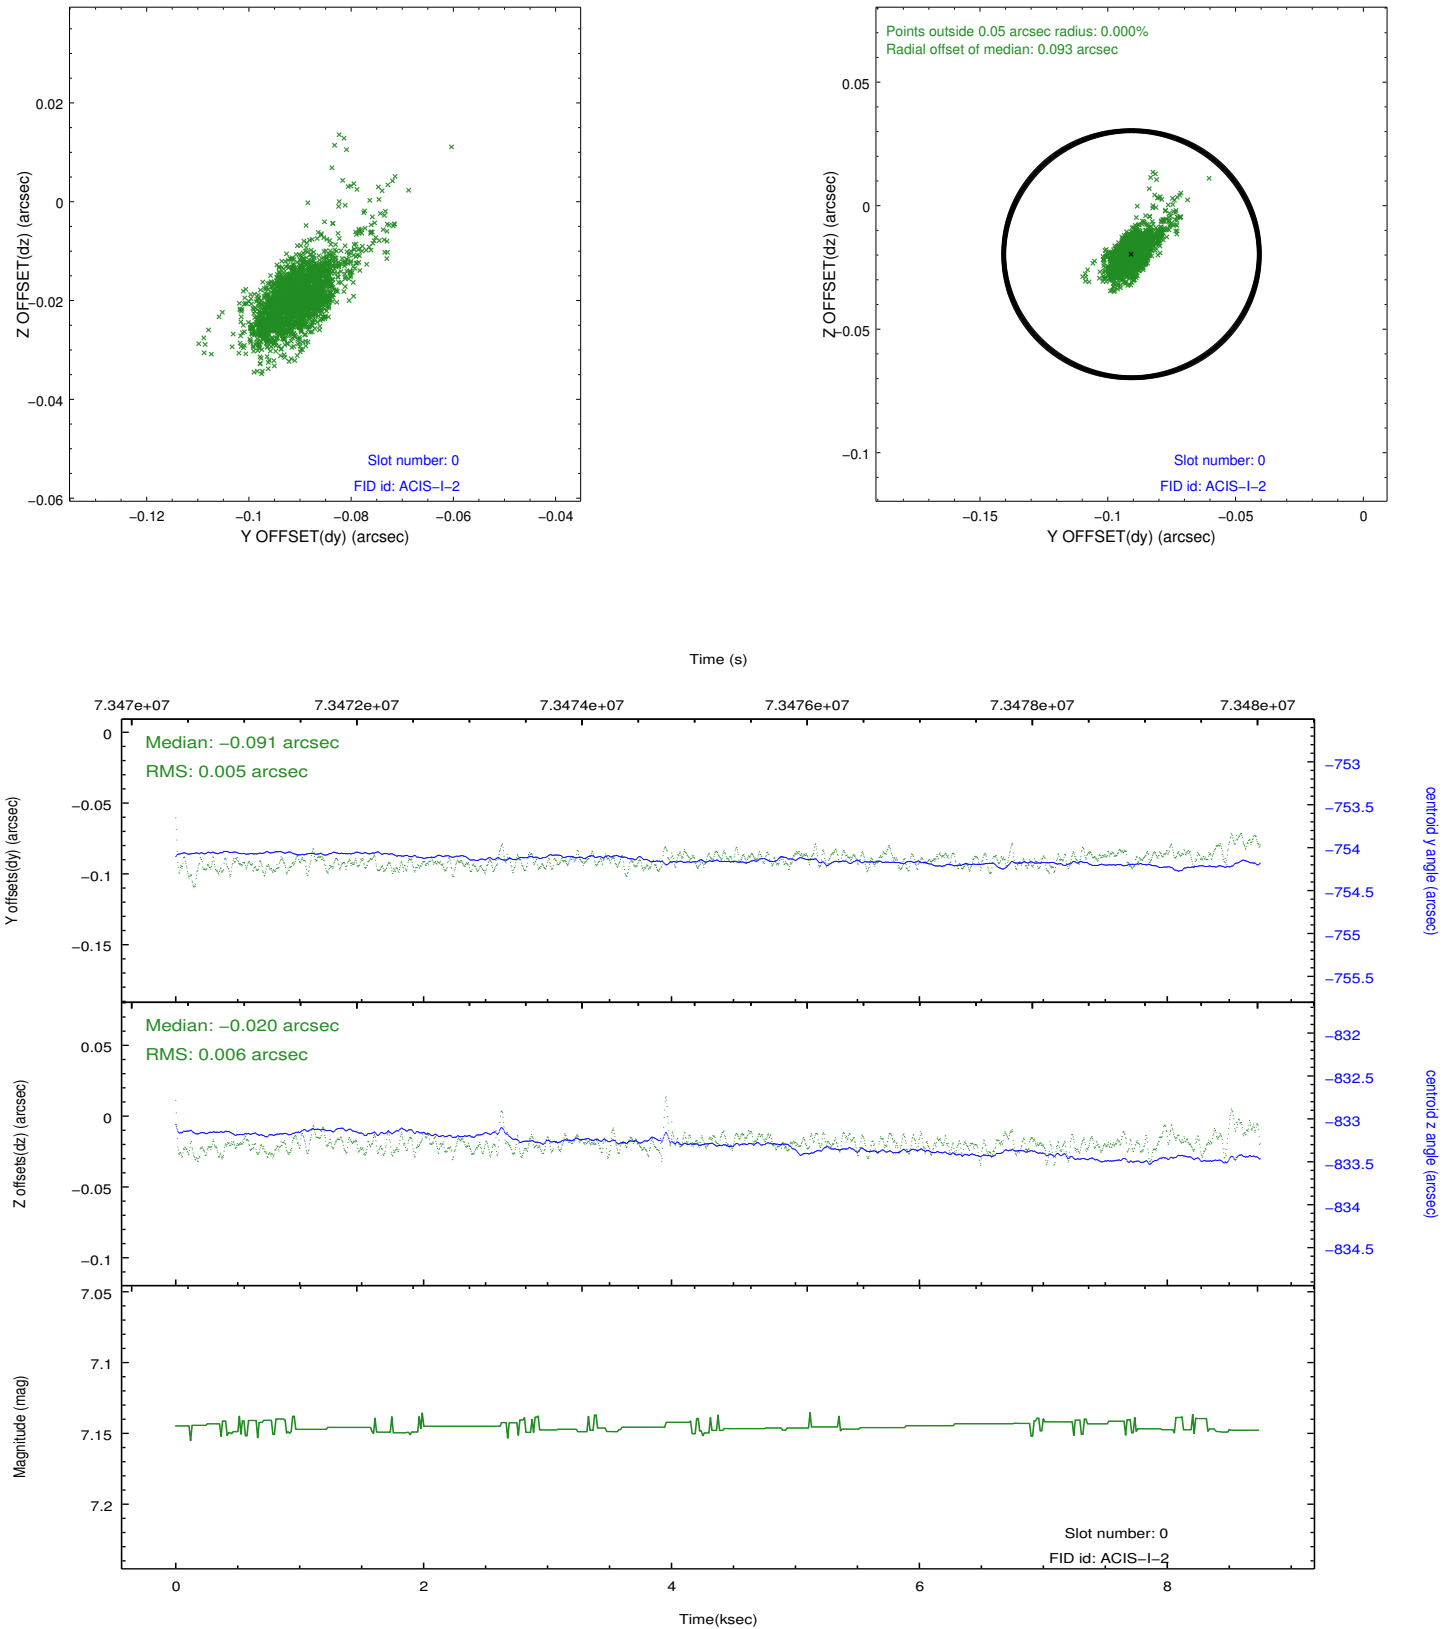 0.02
0
−0.02
−0.04
−0.06
Z OFFSET(dz) (arcsec)
Slot number: 0
FID id: ACIS−I−2
−0.12
−0.1
−0.08
−0.06
−0.04
Y OFFSET(dy) (arcsec)
Points outside 0.05 arcsec radius: 0.000%
Radial offset of median: 0.093 arcsec
0.05
0
−0.05
−0.1
Z OFFSET(dz) (arcsec)
Slot number: 0
FID id: ACIS−I−2
−0.15
−0.1
−0.05
0
Y OFFSET(dy) (arcsec)
Time (s)
7.347e+07
7.3472e+07
7.3474e+07
7.3476e+07
7.3478e+07
7.348e+07
Median: −0.091 arcsec
RMS: 0.005 arcsec
0
−0.05
−0.1
−0.15
Y offsets(dy) (arcsec)
−753
−753.5
−754
−754.5
−755
−755.5
centroid y angle (arcsec)
Median: −0.020 arcsec
RMS: 0.006 arcsec
0.05
0
−0.05
−0.1
Z offsets(dz) (arcsec)
−832
−832.5
−833
−833.5
−834
−834.5
centroid z angle (arcsec)
7.05
7.1
7.15
7.2
Magnitude (mag)
Slot number: 0
FID id: ACIS−I−2
0
2
4
6
8
Time(ksec)